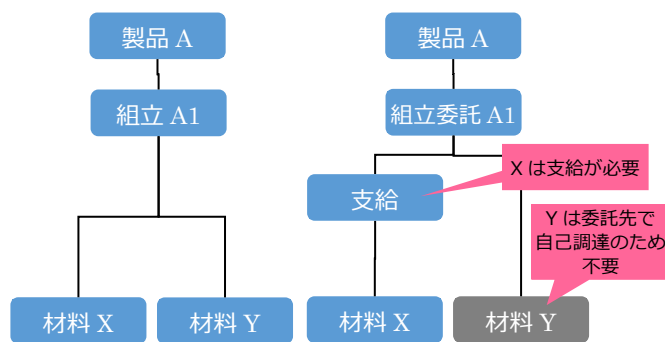 製品 A
製品 A
組立 A1
組立委託 A1
X は支給が必要
支給
Y は委託先で
自己調達のため
不要
材料 X
材料 Y
材料 X
材料 Y